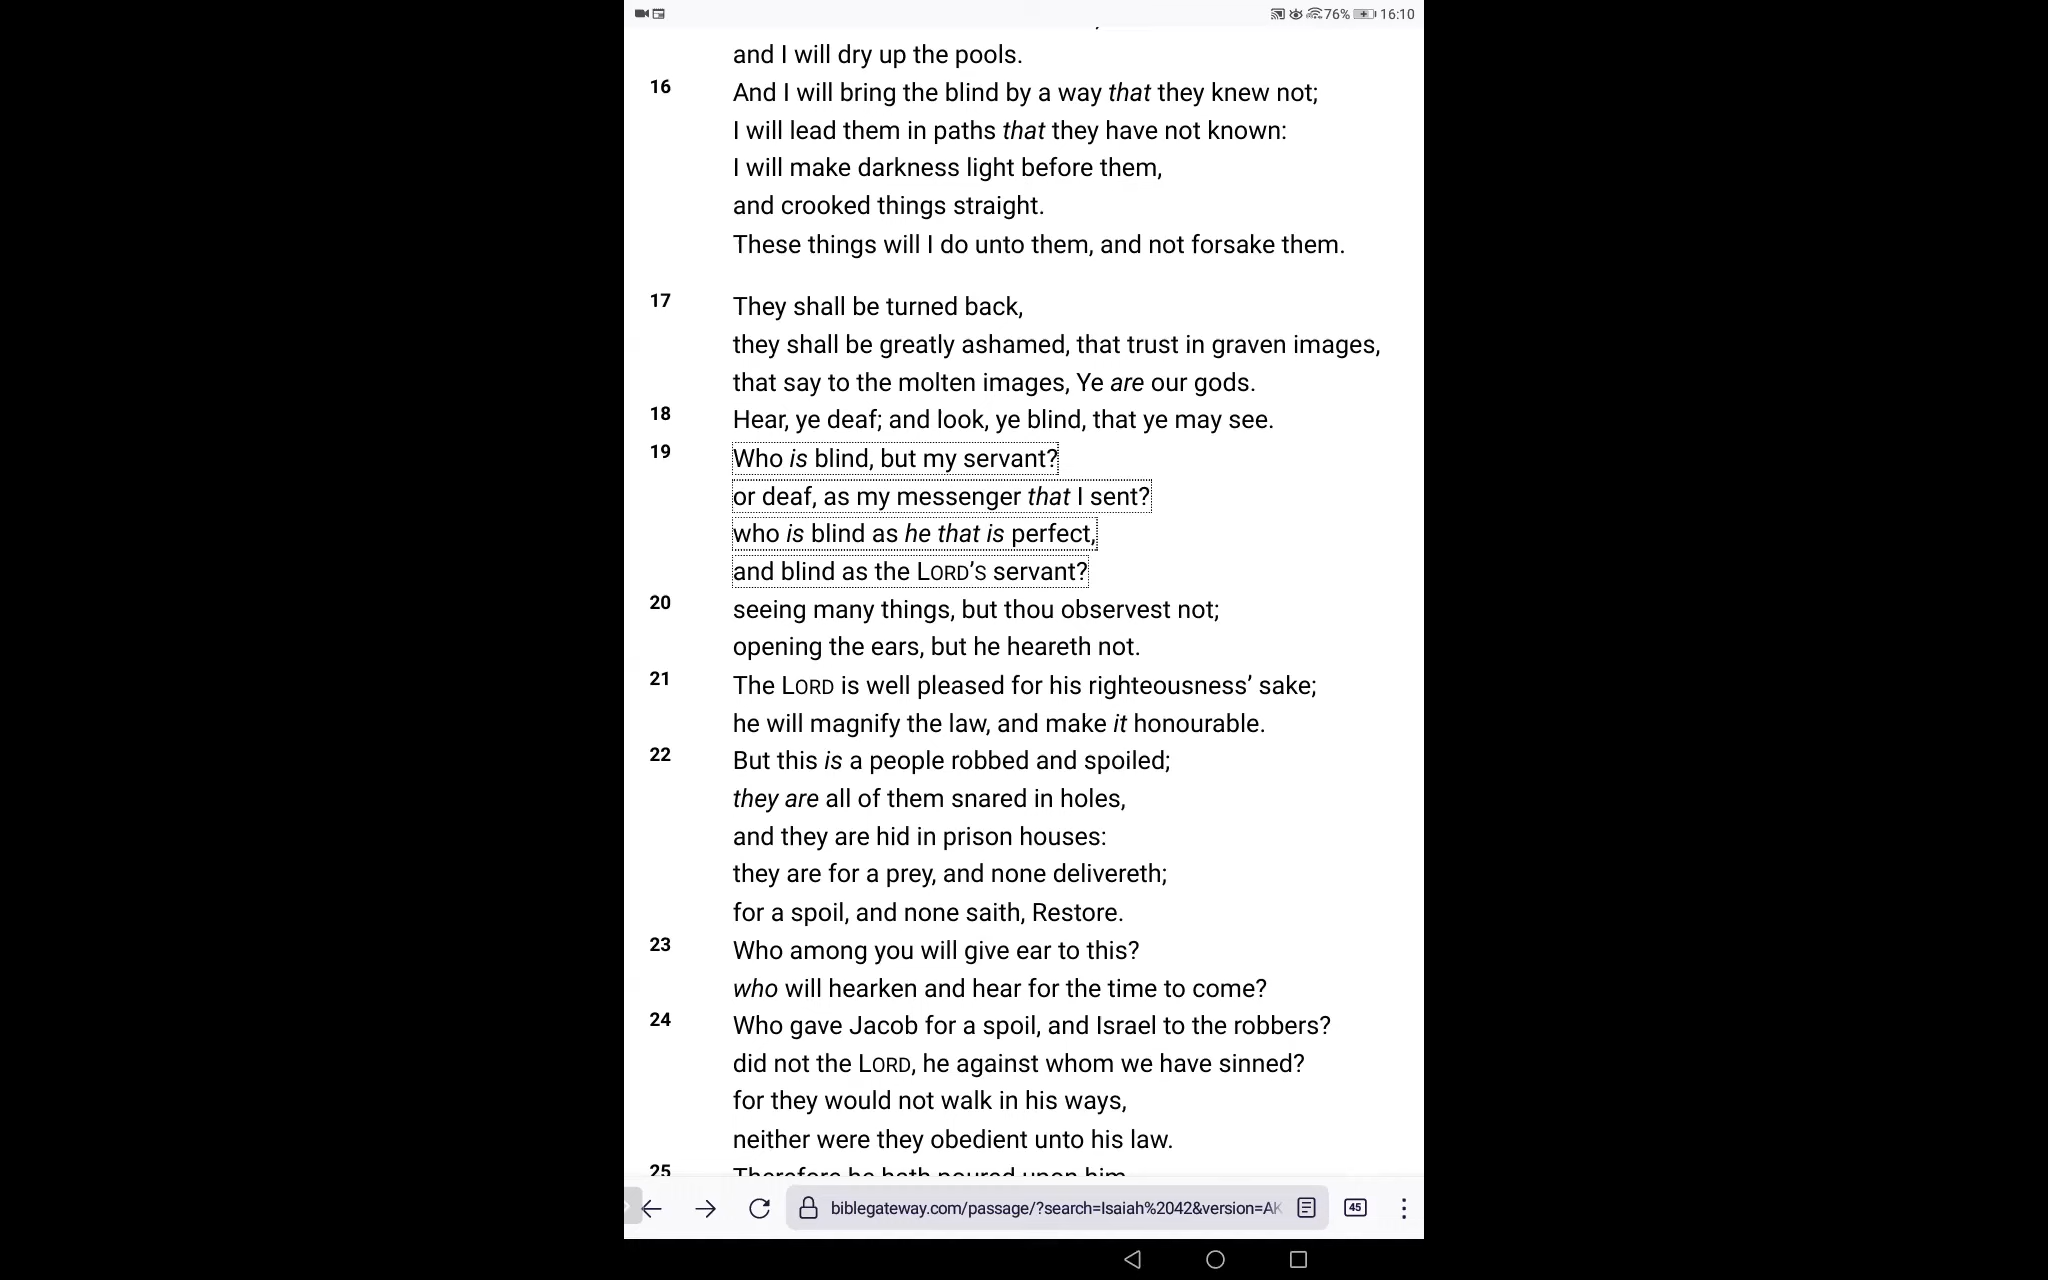 76% 16:10
and I will dry up the pools.
16 And I will bring the blind by a way that they knew not;
I will lead them in paths that they have not known:
I will make darkness light before them,
and crooked things straight.
These things will I do unto them, and not forsake them.
17 They shall be turned back,
they shall be greatly ashamed, that trust in graven images,
that say to the molten images, Ye are our gods.
18 Hear, ye deaf; and look, ye blind, that ye may see.
19 Who is blind, but my servant?
or deaf, as my messenger that I sent?
who is blind as he that is perfect,
and blind as the LORD’S servant?
20 seeing many things, but thou observest not;
opening the ears, but he heareth not.
21 The LORD is well pleased for his righteousness’ sake;
he will magnify the law, and make it honourable.
22 But this is a people robbed and spoiled;
they are all of them snared in holes,
and they are hid in prison houses:
they are for a prey, and none delivereth;
for a spoil, and none saith, Restore.
23 Who among you will give ear to this?
who will hearken and hear for the time to come?
24 Who gave Jacob for a spoil, and Israel to the robbers?
did not the LORD, he against whom we have sinned?
for they would not walk in his ways,
neither were they obedient unto his law.
25 Therefore he hath poured upon him
biblegateway.com/passage/?search=Isaiah%2042&version=AK 45